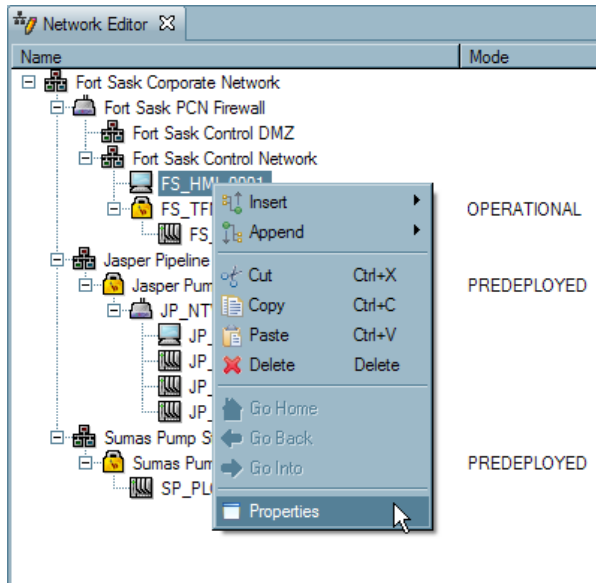 Network Editor
Name Mode
Fort Sask Corporate Network
Fort Sask PCN Firewall
Fort Sask Control DMZ
Fort Sask Control Network
FS_HMI_0001
Insert
FS_TF OPERATIONAL
Append
FS_
Jasper Pipeline
Cut Ctrl+X
Jasper Pum PREDEPLOYED
Copy Ctrl+C
JP_NT
Paste Ctrl+V
JP_
Delete Delete
JP_
JP_
Go Home
JP_
Go Back
Sumas Pump S
Go Into
Sumas Pum PREDEPLOYED
SP_PL
Properties